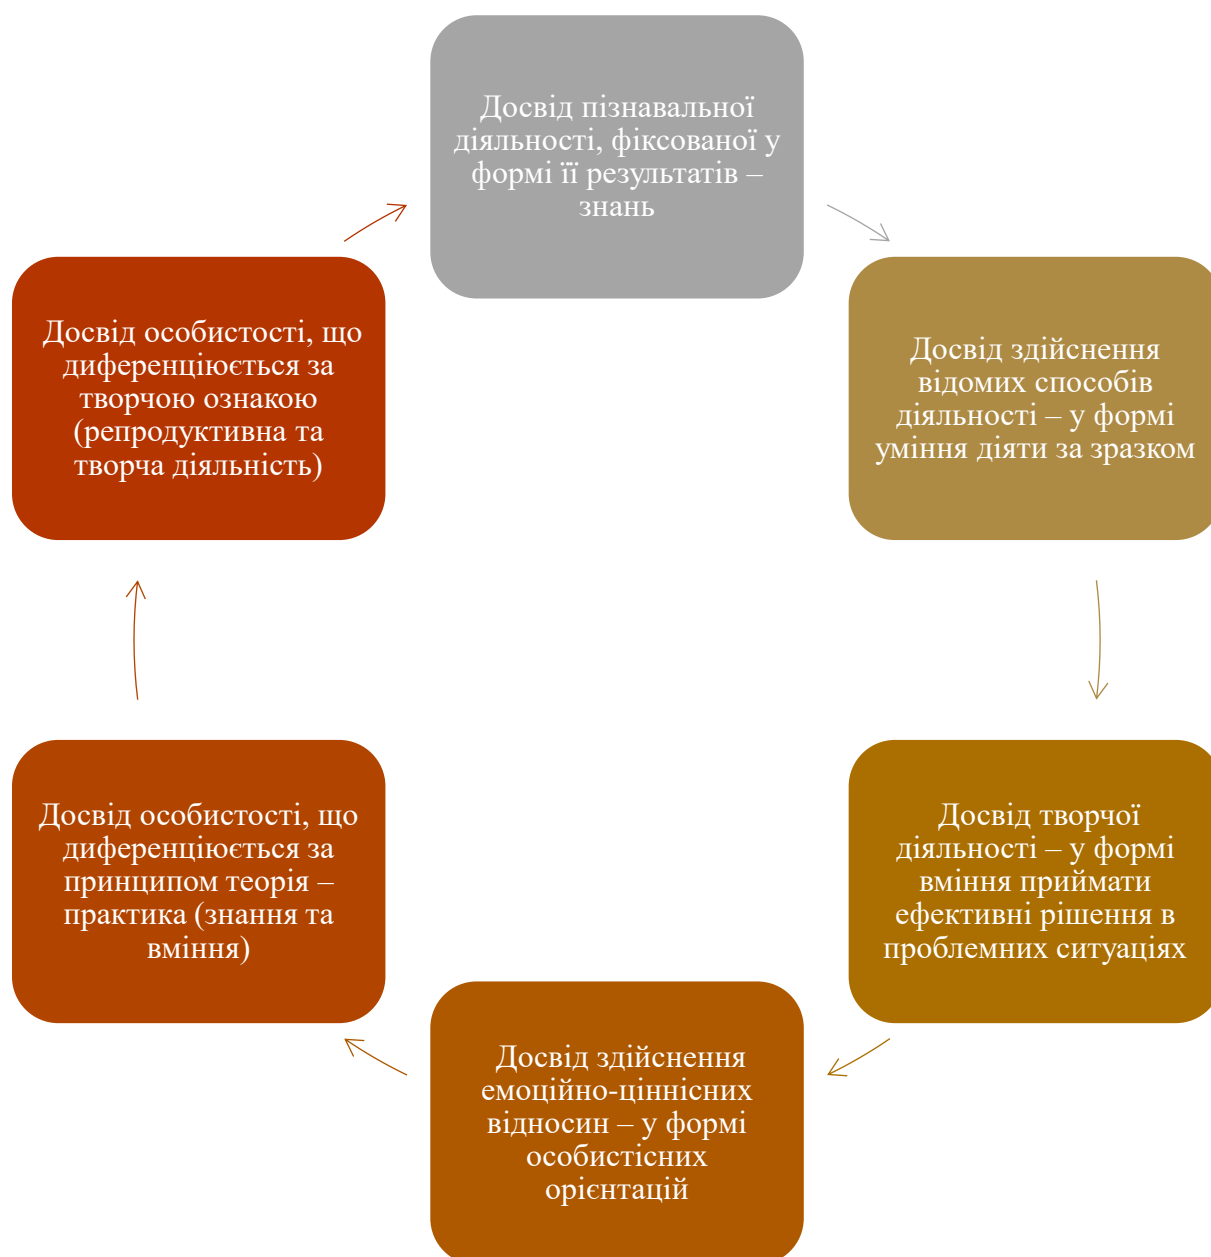 Досвід пізнавальної
діяльності, фіксованої у
формі її результатів –
знань
Досвід здійснення
відомих способів
діяльності – у формі
уміння діяти за зразком
Досвід творчої
діяльності – у формі
вміння приймати
ефективні рішення в
проблемних ситуаціях
Досвід здійснення
емоційно-ціннісних
відносин – у формі
особистісних
орієнтацій
Досвід особистості, що
диференціюється за
принципом теорія –
практика (знання та
вміння)
Досвід особистості, що
диференціюється за
творчою ознакою
(репродуктивна та
творча діяльність)